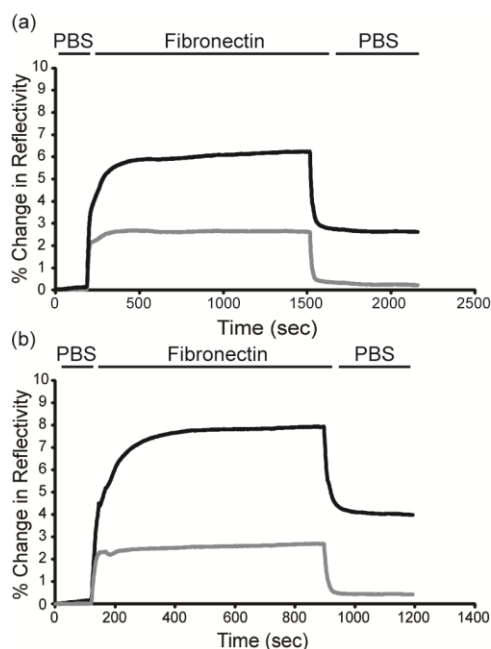 (a)
PBS Fibronectin PBS
% Change in Reflectivity
10
9
8
7
6
5
4
3
2
1
0
0 500 1000 1500 2000 2500
Time (sec)
(b)
PBS Fibronectin PBS
% Change in Reflectivity
10
9
8
7
6
5
4
3
2
1
0
0 200 400 600 800 1000 1200 1400
Time (sec)